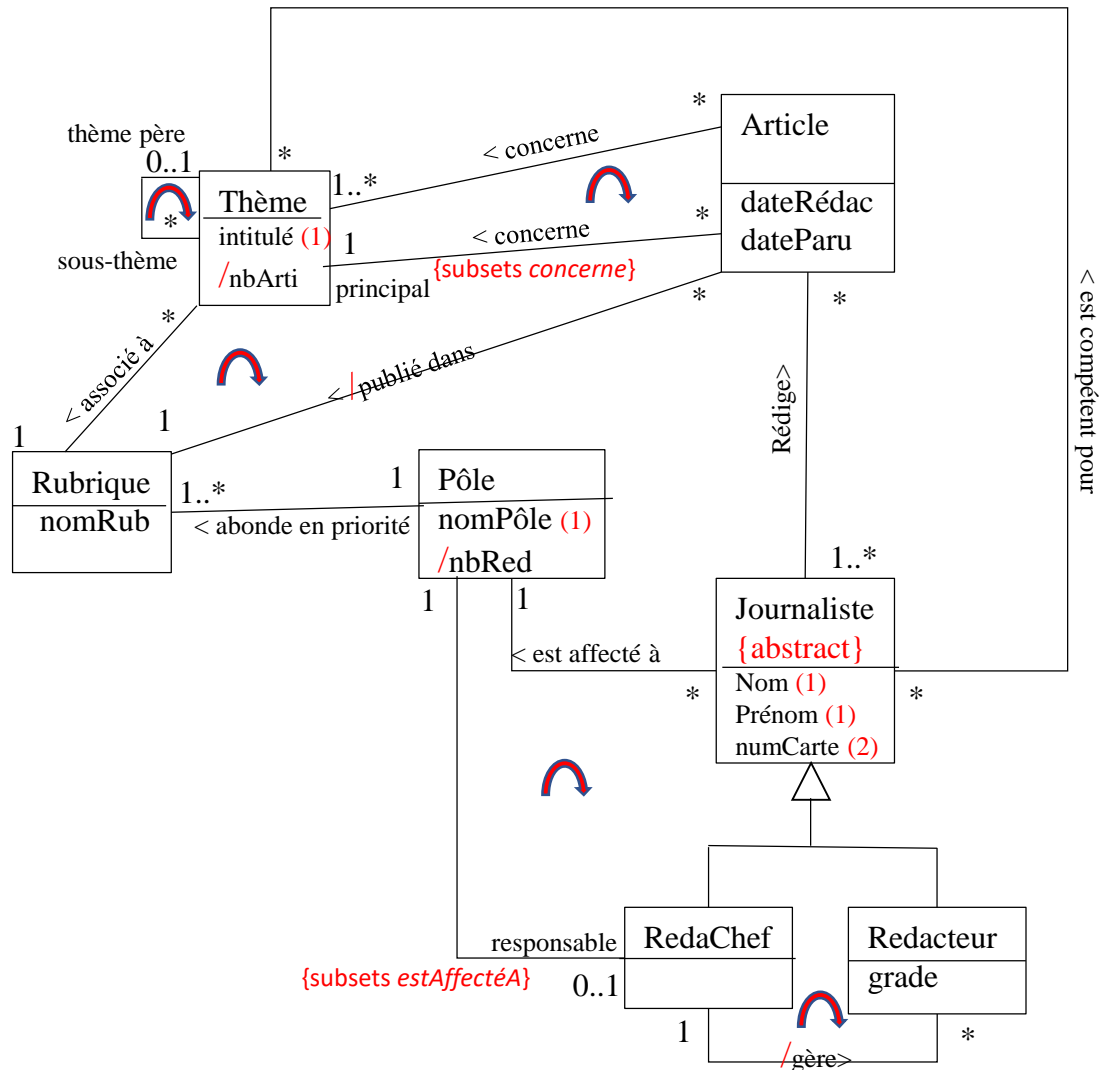 thème père
0..1
*
*
< concerne
*
Article
1..*
Thème
intitulé (1)
/nbArti
*
sous-thème
dateRédac
dateParu
1
< concerne
*
principal
{subsets concerne}
*
*
*
< associé à
< /publié dans
Rédige>
< est compétent pour
1
1
Rubrique
nomRub
1..*
1
< abonde en priorité
Pôle
nomPôle (1)
/nbRed
1
1
1..*
Journaliste
{abstract}
Nom (1)
Prénom (1)
numCarte (2)
< est affecté à
*
*
responsable
{subsets estAffectéA}
0..1
RedaChef
Redacteur
grade
1
*
/gère>